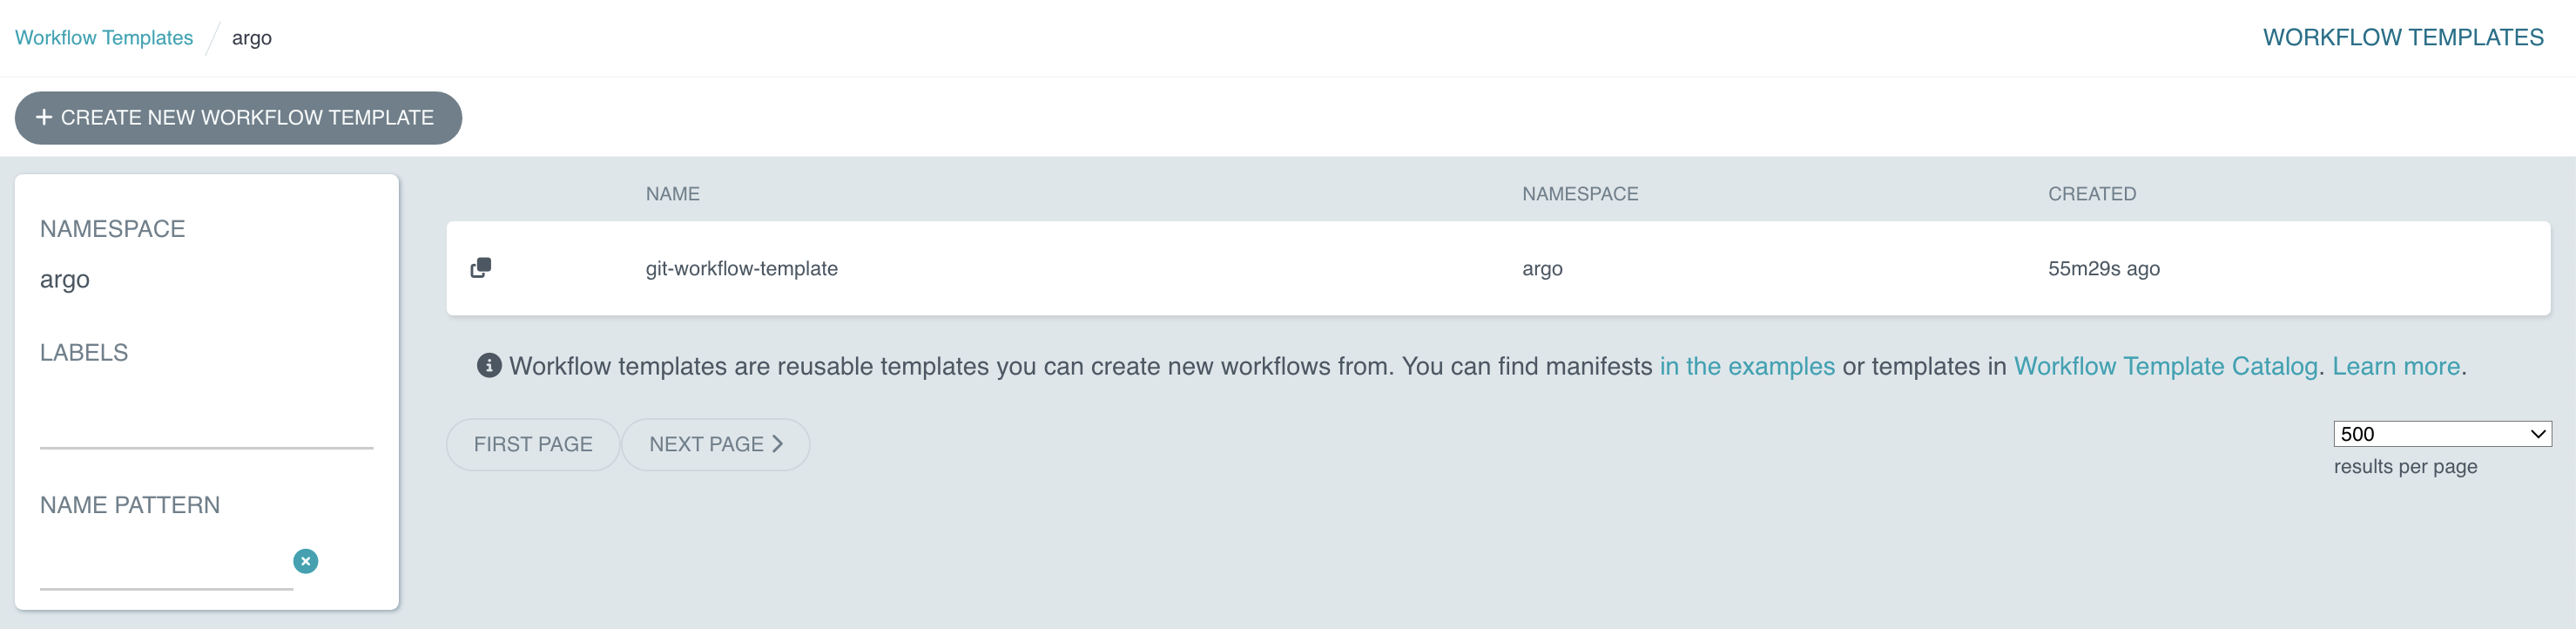 Workflow Templates / argo
WORKFLOW TEMPLATES
+ CREATE NEW WORKFLOW TEMPLATE
NAMESPACE
argo
LABELS
NAME PATTERN
NAME NAMESPACE CREATED
git-workflow-template argo 55m29s ago
Workflow templates are reusable templates you can create new workflows from. You can find manifests in the examples or templates in Workflow Template Catalog. Learn more.
FIRST PAGE NEXT PAGE
500
results per page